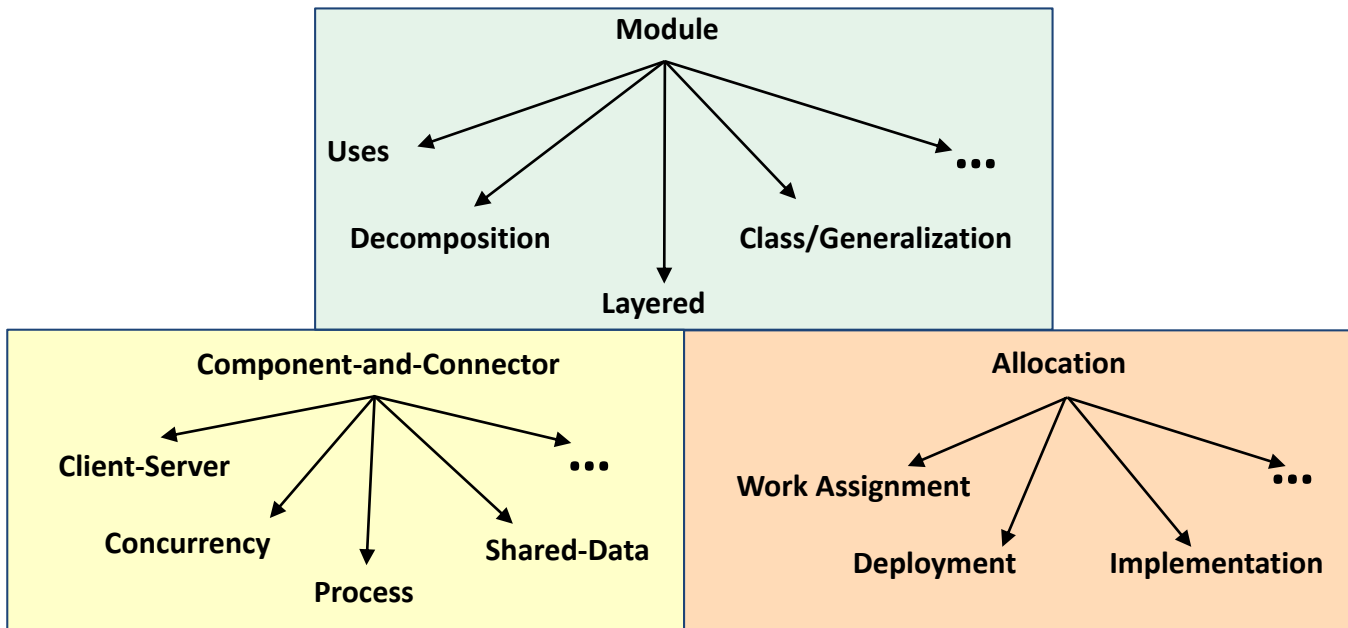 Module
Uses
...
Decomposition
Class/Generalization
Layered
Component-and-Connector
Client-Server
...
Concurrency
Shared-Data
Process
Allocation
Work Assignment
...
Deployment
Implementation